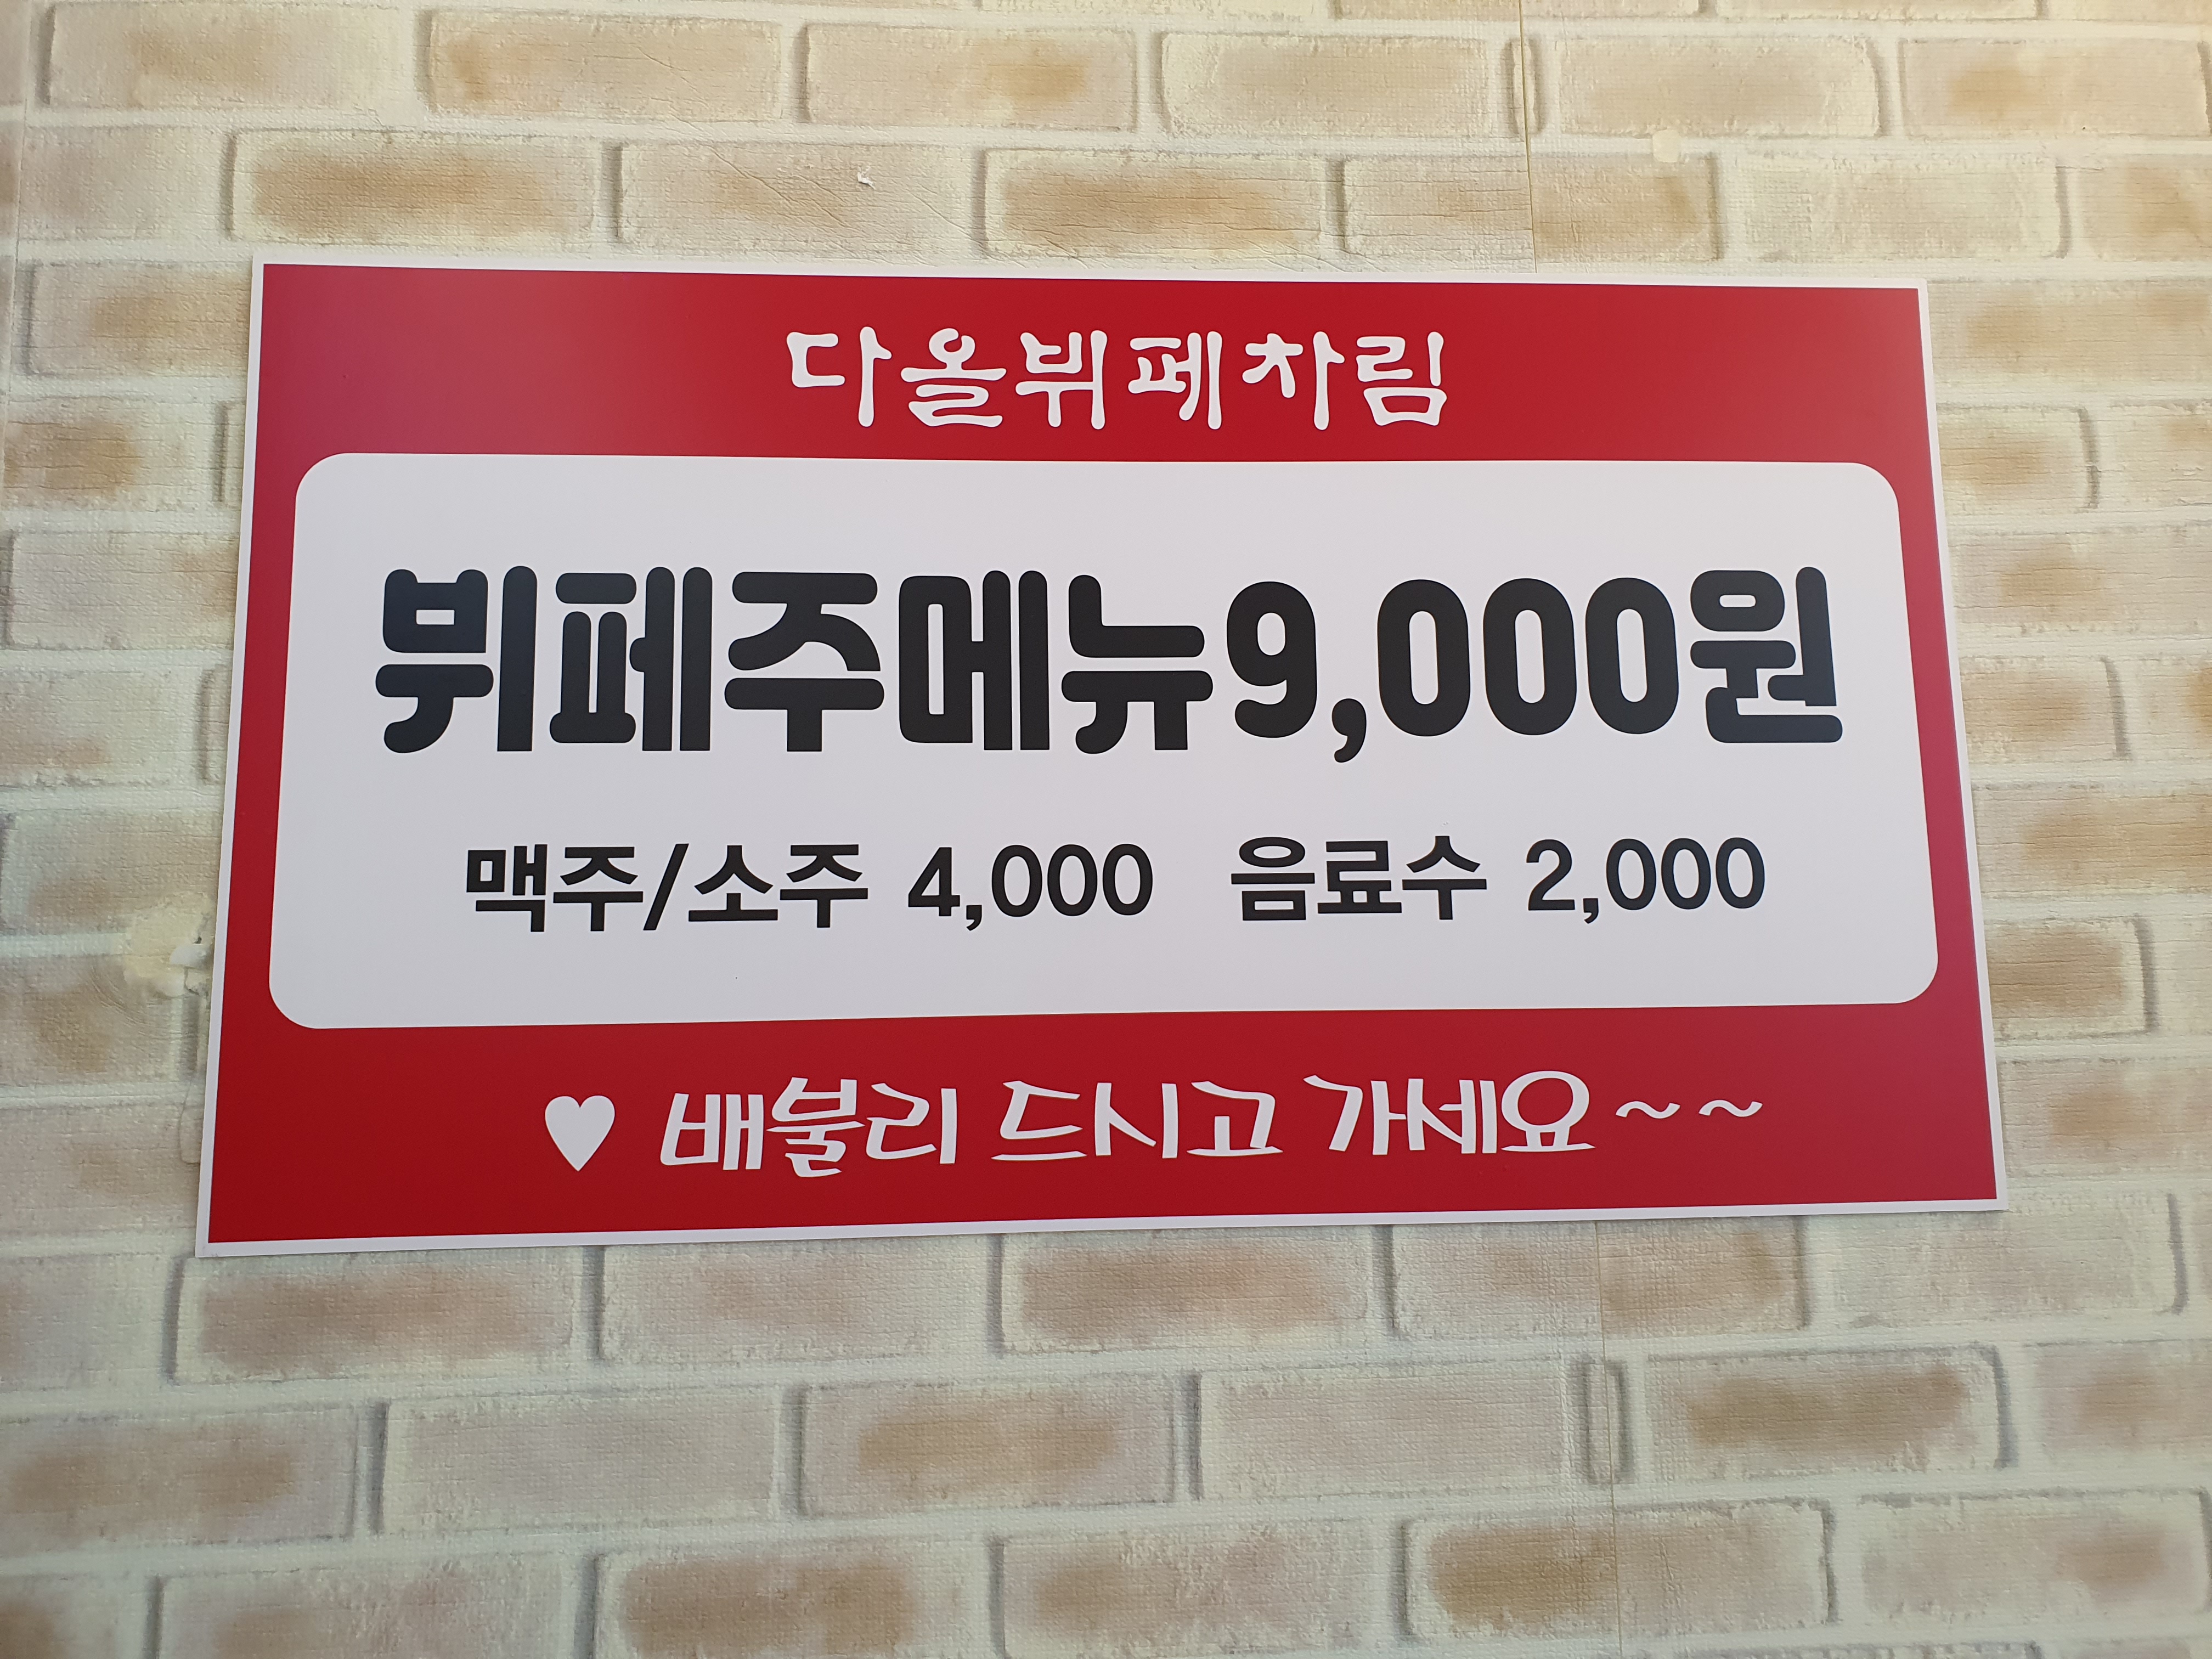 다올뷔페차림
뷔페주메뉴9,000원
맥주/소주 4,000 음료수 2,000
♥ 배불리 드시고 가세요~~